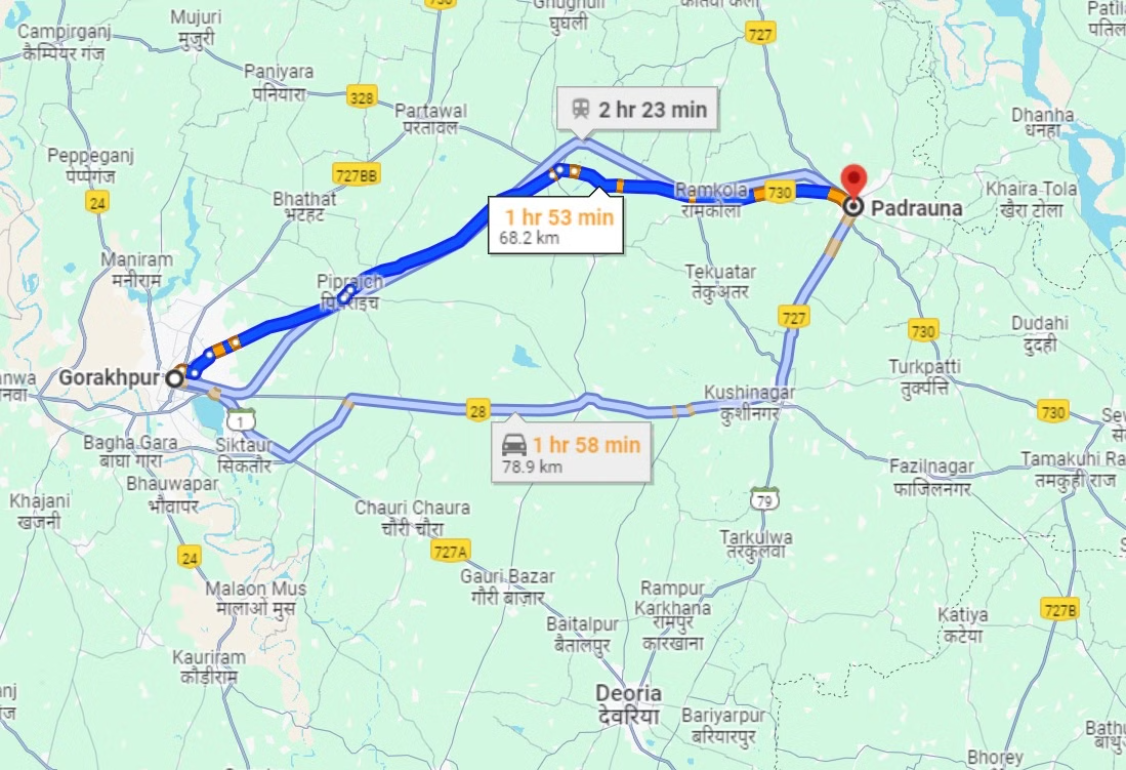 Ghughuli
घुघली
730
727
Mujuri
मुजुरी
Campirganj
कैम्पियर गंज
Paniyara
पनियारा
328
Partawal
परतावल
2 hr 23 min
Dhanha
धनहा
Peppeganj
पेप्पेगंज
24
727BB
Bhathat
भटहट
1 hr 53 min
68.2 km
Ramkola
रामकोला
730
Padrauna
Khaira Tola
खैरा टोला
Maniram
मनीराम
Pipraich
पिपराइच
Tekuatar
तेकुअतर
727
730
Dudahi
दुदही
Turkpatti
तुर्कपत्ति
Gorakhpur
Kushinagar
कुशीनगर
28
1
730
1 hr 58 min
78.9 km
Bagha Gara
बाघा गारा
Siktaur
सिकतौर
Fazilnagar
फाजिलनगर
Tamakuhi Ra
तमकुही राज
Bhauwapar
भौवापर
Khajani
खजनी
Chauri Chaura
चौरी चौरा
79
Tarkulwa
तरकुलवा
727A
24
Gauri Bazar
गौरी बाज़ार
Malaon Mus
मालाओं मुस
Rampur
Karkhana
रामपुर
कारखाना
Baitalpur
बैतालपुर
Katiya
कटेया
727B
Kauriram
कौड़ीराम
Deoria
देवरिया
Bariyarpur
बरियारपुर
Bhorey